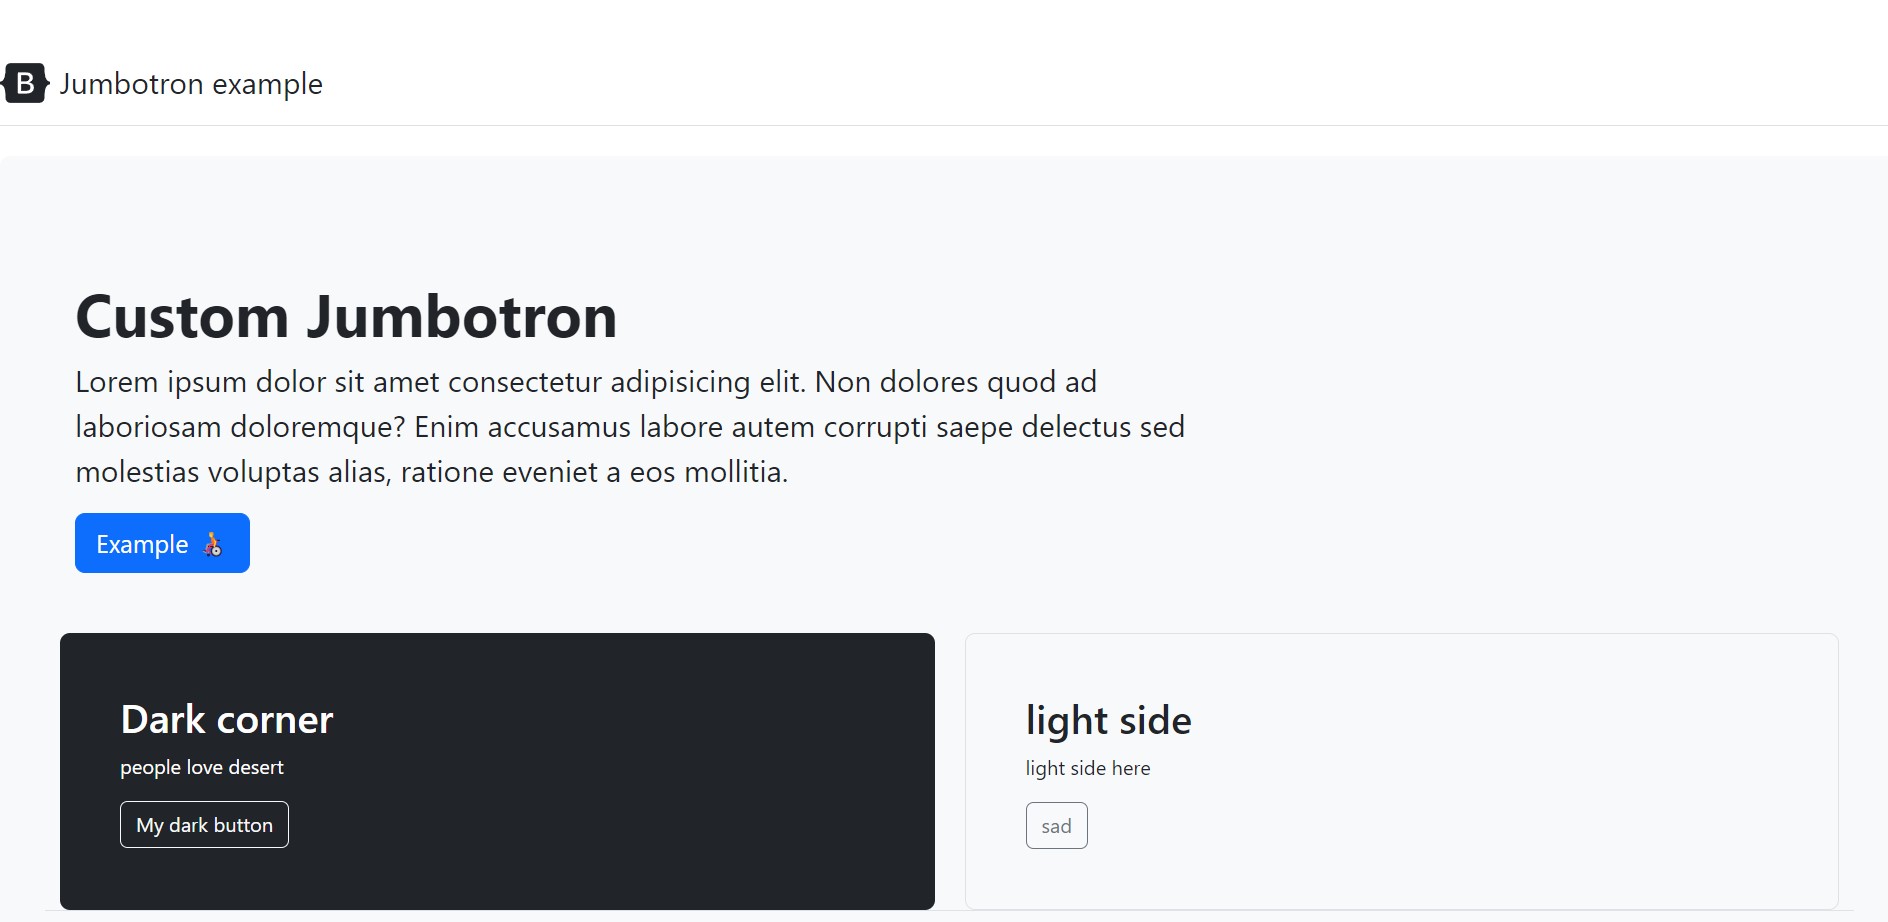 B Jumbotron example
Custom Jumbotron
Lorem ipsum dolor sit amet consectetur adipisicing elit. Non dolores quod ad
laboriosam doloremque? Enim accusamus labore autem corrupti saepe delectus sed
molestias voluptas alias, ratione eveniet a eos mollitia.
Example
Dark corner
people love desert
My dark button
light side
light side here
sad